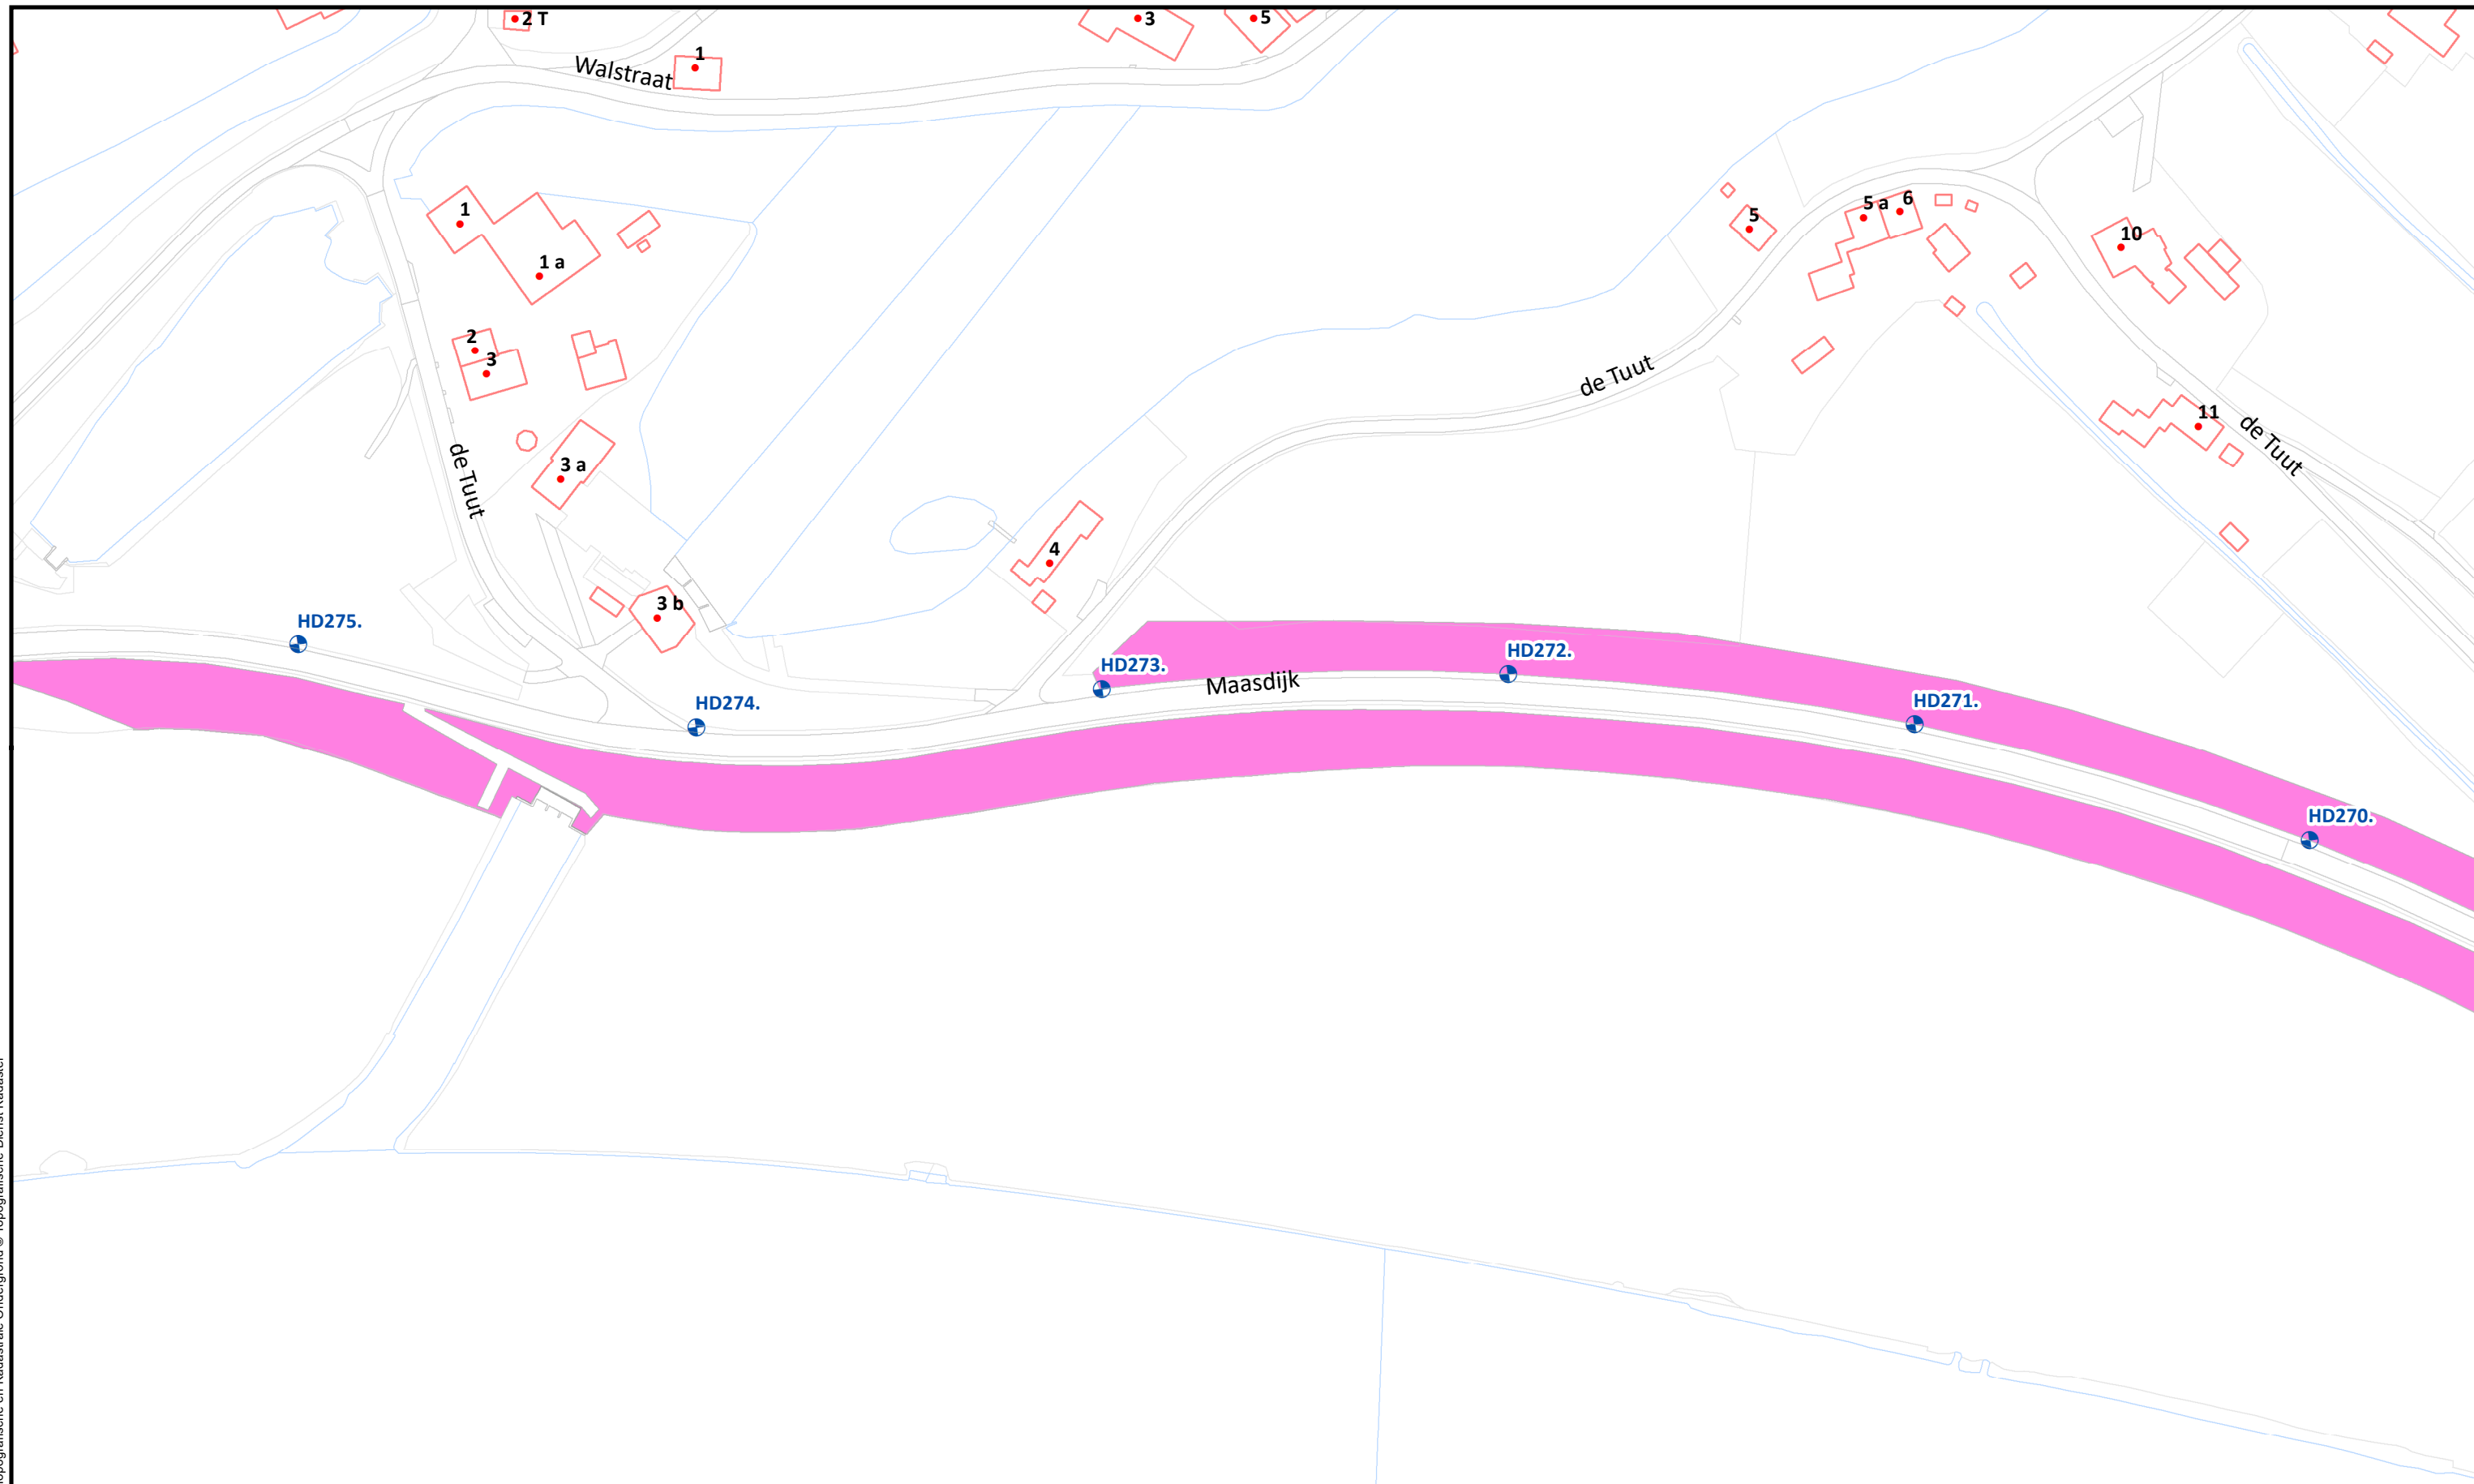 2 T
3
5
1
Walstraat
1
5
5 a
6
10
1 a
2
3
de Tuut
11
de Tuut
3 a
de Tuut
4
3 b
HD275.
HD272.
HD273.
Maasdijk
HD274.
HD271.
HD270.